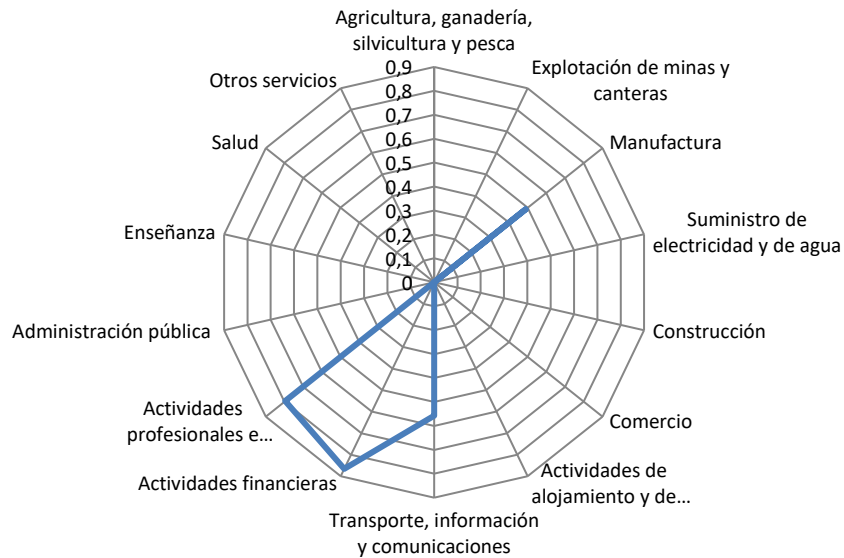 Agricultura, ganadería,
silvicultura y pesca
Explotación de minas y
canteras
Manufactura
Suministro de
electricidad y de agua
Construcción
Comercio
Actividades de
alojamiento y de…
Transporte, información
y comunicaciones
Actividades financieras
Actividades
profesionales e…
Administración pública
Enseñanza
Salud
Otros servicios
0,9
0,8
0,7
0,6
0,5
0,4
0,3
0,2
0,1
0